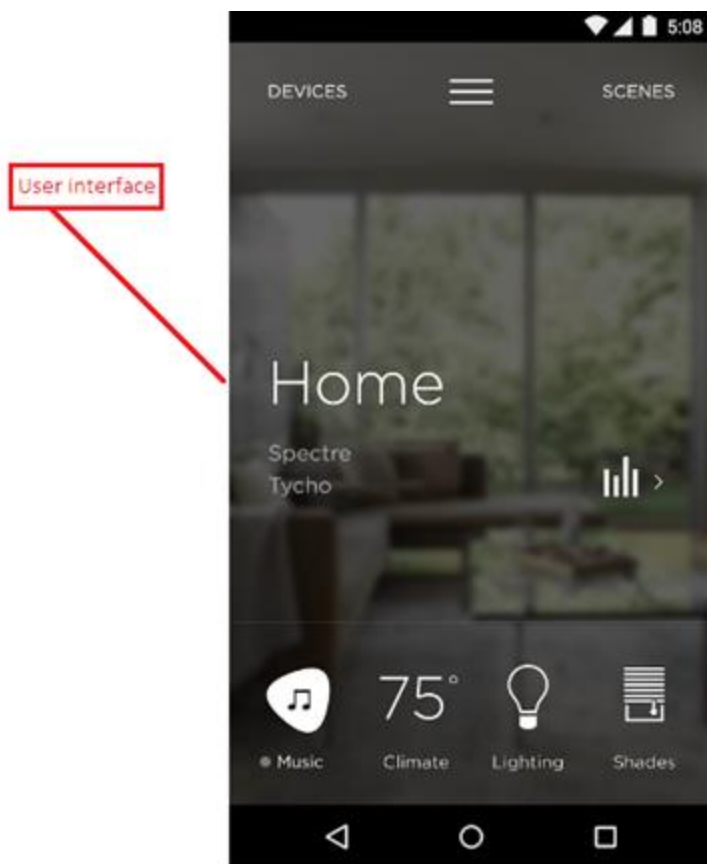 5:08
DEVICES
SCENES
User interface
Home
Spectre
Tycho
75°
Music
Climate
Lighting
Shades